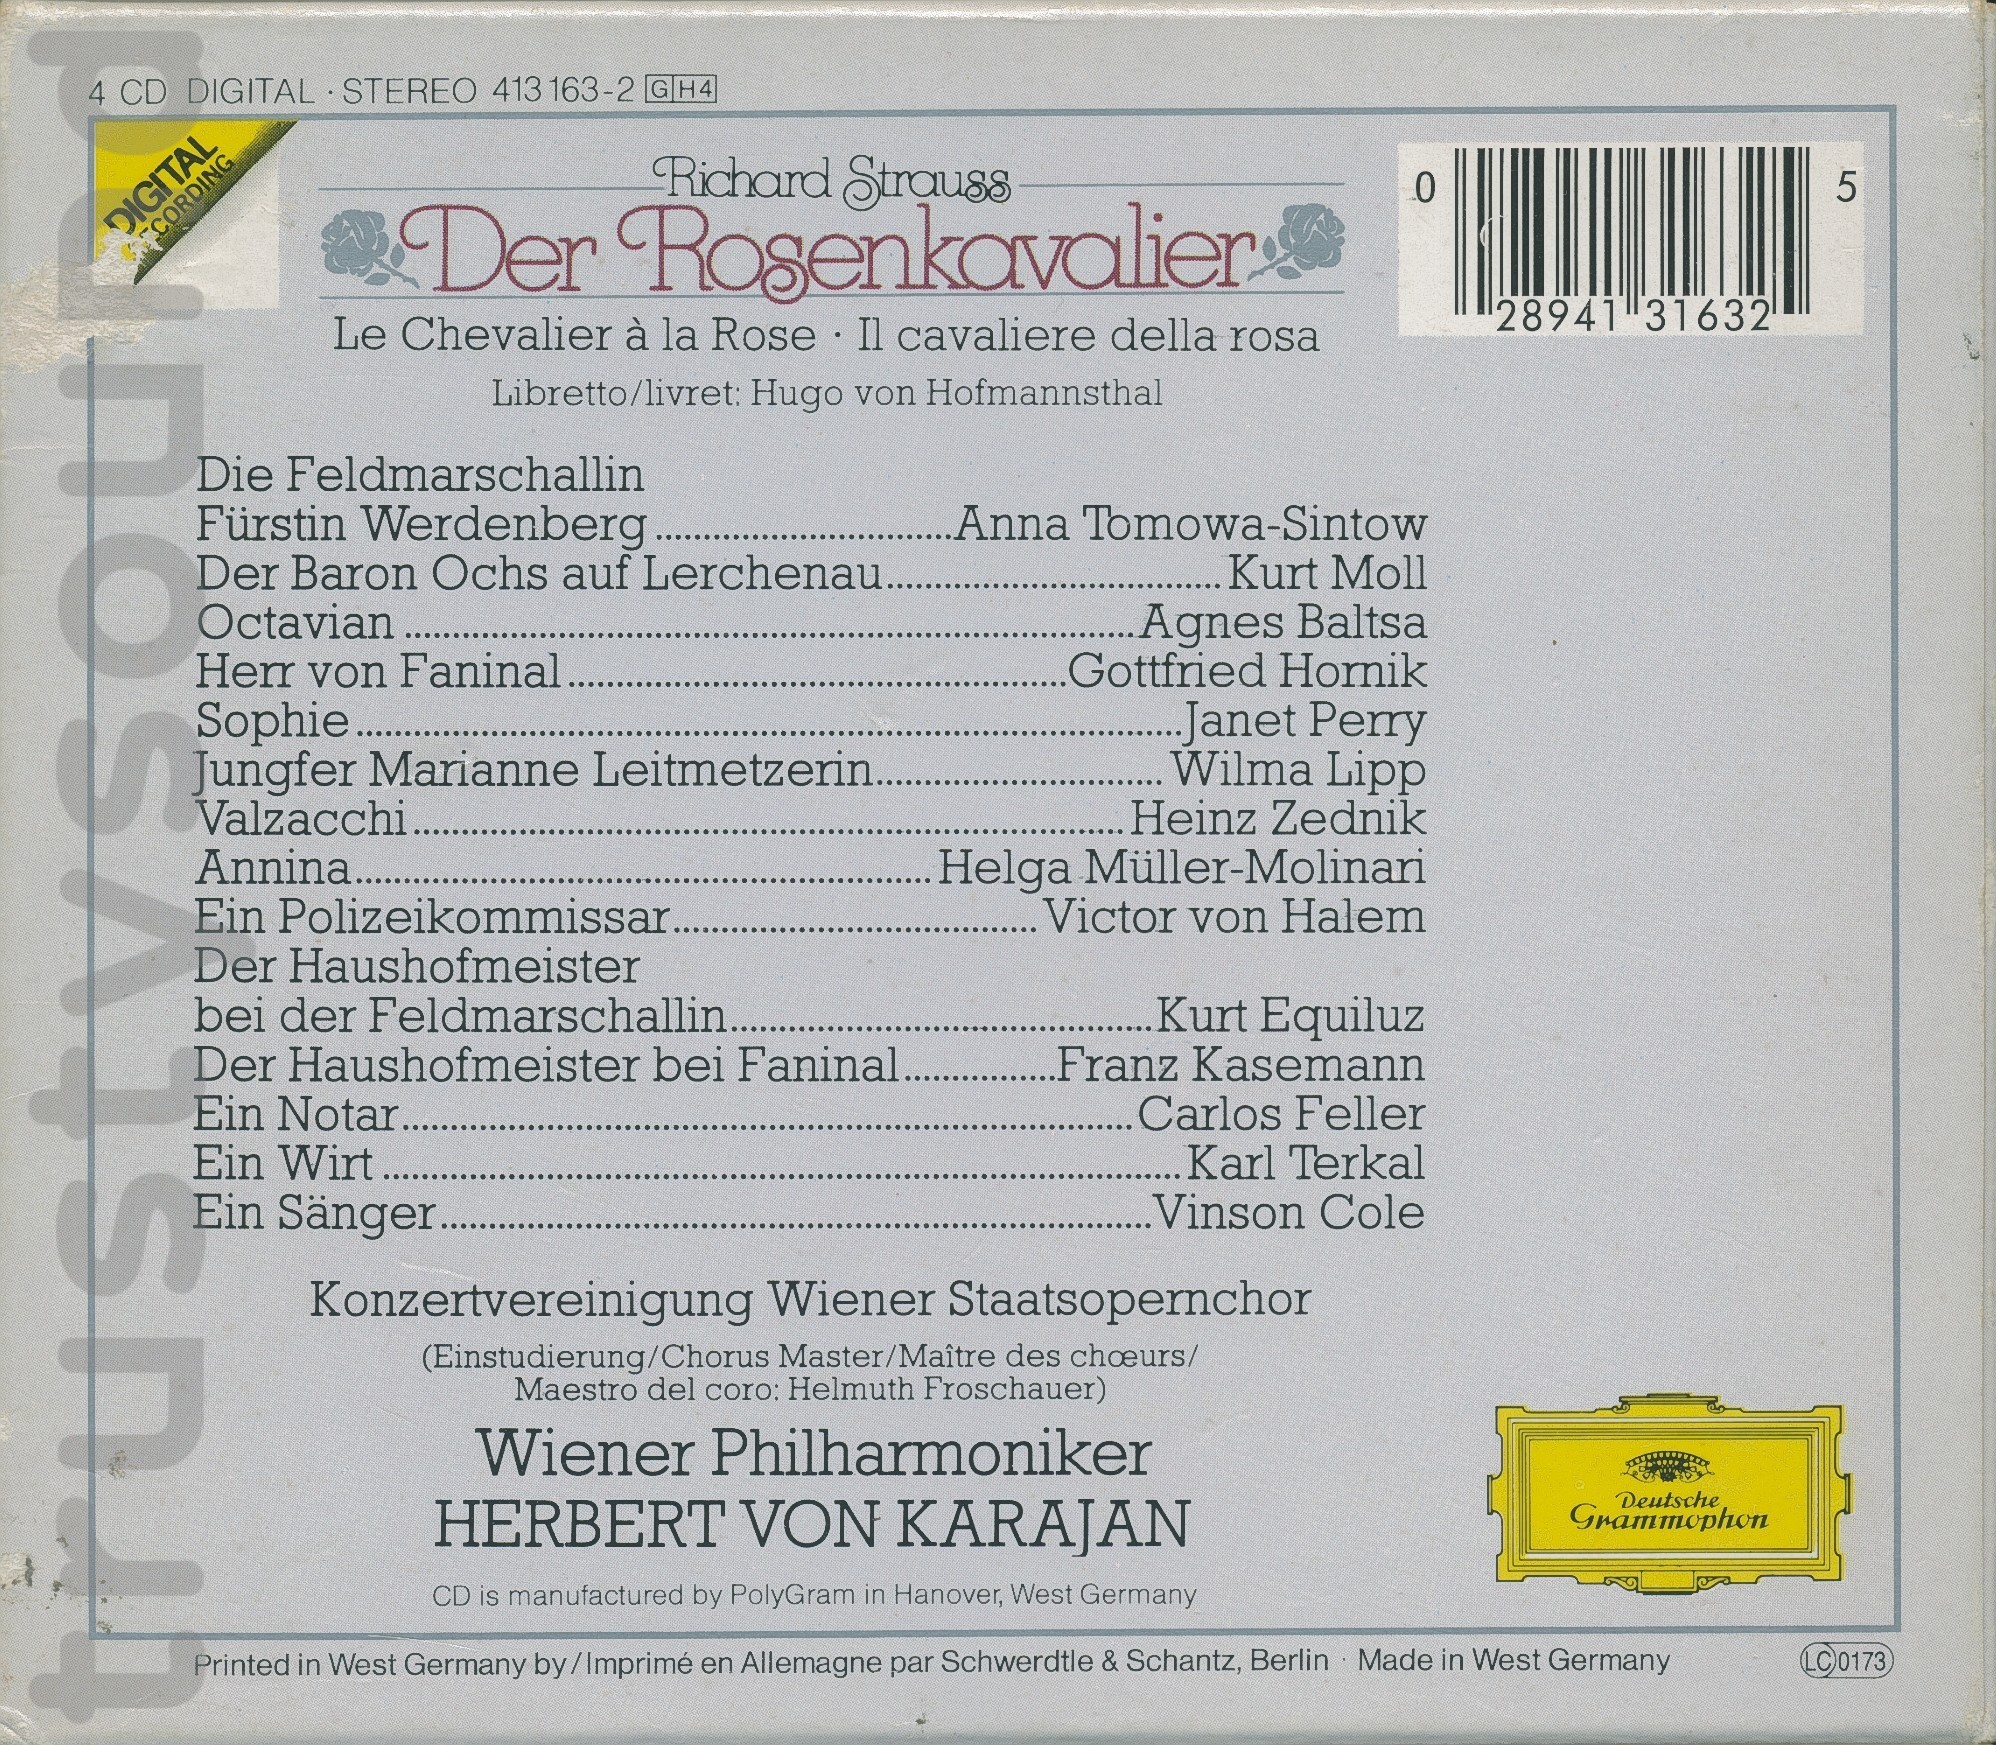 4 CD DIGITAL · STEREO 413 163-2 GH4
DIGITAL
RECORDING
Richard Strauss
Der Rosenkavalier
Le Chevalier à la Rose · Il cavaliere della rosa
Libretto/livret: Hugo von Hofmannsthal
0 28941 31632 5
Die Feldmarschallin
Fürstin Werdenberg ............................... Anna Tomowa-Sintow
Der Baron Ochs auf Lerchenau................................... Kurt Moll
Octavian ............................................................................ Agnes Baltsa
Herr von Faninal.................................................... Gottfried Hornik
Sophie...................................................................................... Janet Perry
Jungfer Marianne Leitmetzerin.............................. Wilma Lipp
Valzacchi.......................................................................... Heinz Zednik
Annina............................................................ Helga Müller-Molinari
Ein Polizeikommissar...................................... Victor von Halem
Der Haushofmeister
bei der Feldmarschallin............................................ Kurt Equiluz
Der Haushofmeister bei Faninal................ Franz Kasemann
Ein Notar............................................................................ Carlos Feller
Ein Wirt ................................................................................... Karl Terkal
Ein Sänger.......................................................................... Vinson Cole
Konzertvereinigung Wiener Staatsopernchor
(Einstudierung/Chorus Master/Maître des chœurs/
Maestro del coro: Helmuth Froschauer)
Wiener Philharmoniker
HERBERT VON KARAJAN
Deutsche
Grammophon
CD is manufactured by PolyGram in Hanover, West Germany
Printed in West Germany by/Imprimé en Allemagne par Schwerdtle & Schantz, Berlin · Made in West Germany
LC 0173
trustvsound